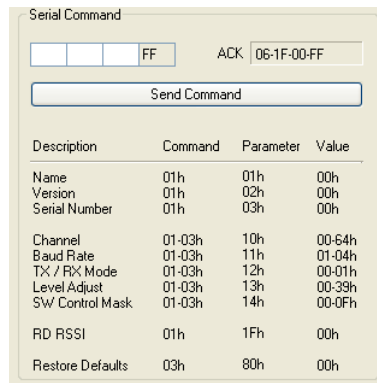 Serial Command
FF ACK 06-1F-00-FF
Send Command
Description Command Parameter Value
Name 01h 01h 00h
Version 01h 02h 00h
Serial Number 01h 03h 00h
Channel 01-03h 10h 00-64h
Baud Rate 01-03h 11h 01-04h
TX / RX Mode 01-03h 12h 00-01h
Level Adjust 01-03h 13h 00-39h
SW Control Mask 01-03h 14h 00-0Fh
RD RSSI 01h 1Fh 00h
Restore Defaults 03h 80h 00h